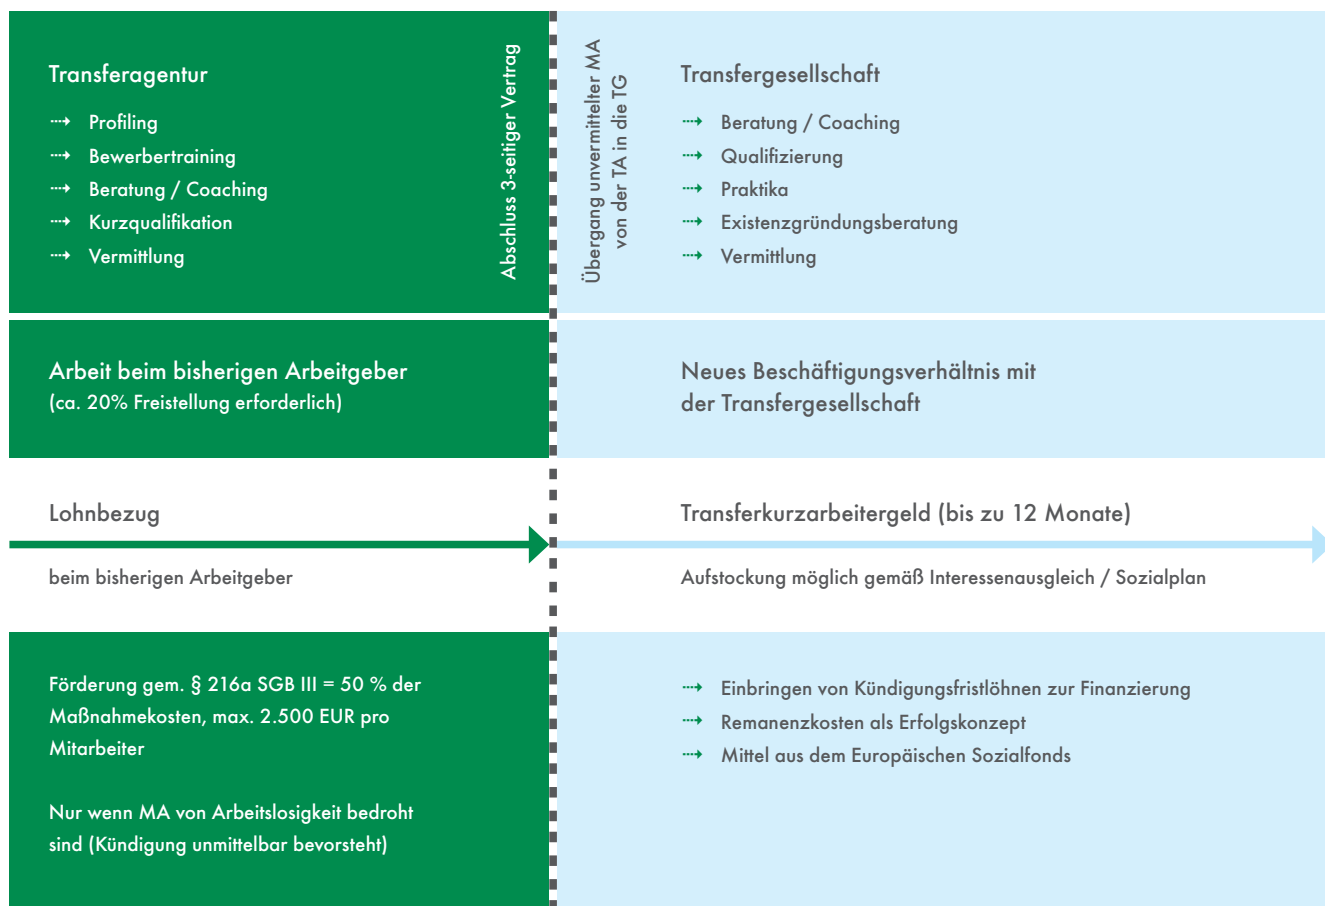 Transferagentur
Profiling
Bewerbertraining
Beratung / Coaching
Kurzqualifikation
Vermittlung
Abschluss 3-seitiger Vertrag
Übergang unvermittelter MA
von der TA in die TG
Transfergesellschaft
Beratung / Coaching
Qualifizierung
Praktika
Existenzgründungsberatung
Vermittlung
Arbeit beim bisherigen Arbeitgeber
(ca. 20% Freistellung erforderlich)
Neues Beschäftigungsverhältnis mit
der Transfergesellschaft
Lohnbezug
beim bisherigen Arbeitgeber
Transferkurzarbeitergeld (bis zu 12 Monate)
Aufstockung möglich gemäß Interessenausgleich / Sozialplan
Förderung gem. § 216a SGB III = 50 % der
Maßnahmekosten, max. 2.500 EUR pro
Mitarbeiter
Nur wenn MA von Arbeitslosigkeit bedroht
sind (Kündigung unmittelbar bevorsteht)
Einbringen von Kündigungsfristlöhnen zur Finanzierung
Remanenzkosten als Erfolgskonzept
Mittel aus dem Europäischen Sozialfonds